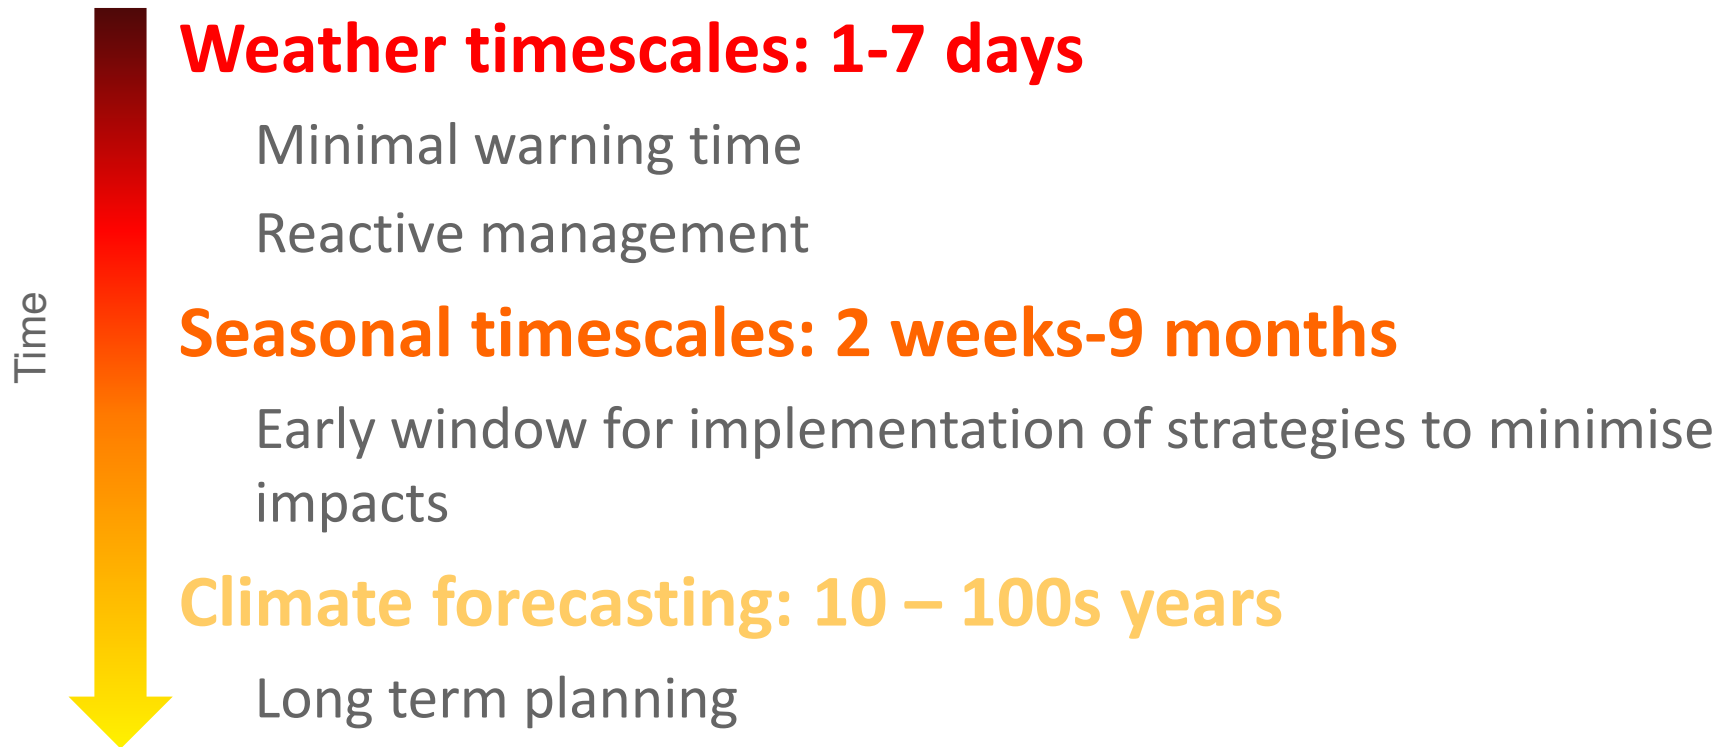 Weather timescales: 1-7 days
Minimal warning time
Reactive management
Time
Seasonal timescales: 2 weeks-9 months
Early window for implementation of strategies to minimise
impacts
Climate forecasting: 10 – 100s years
Long term planning